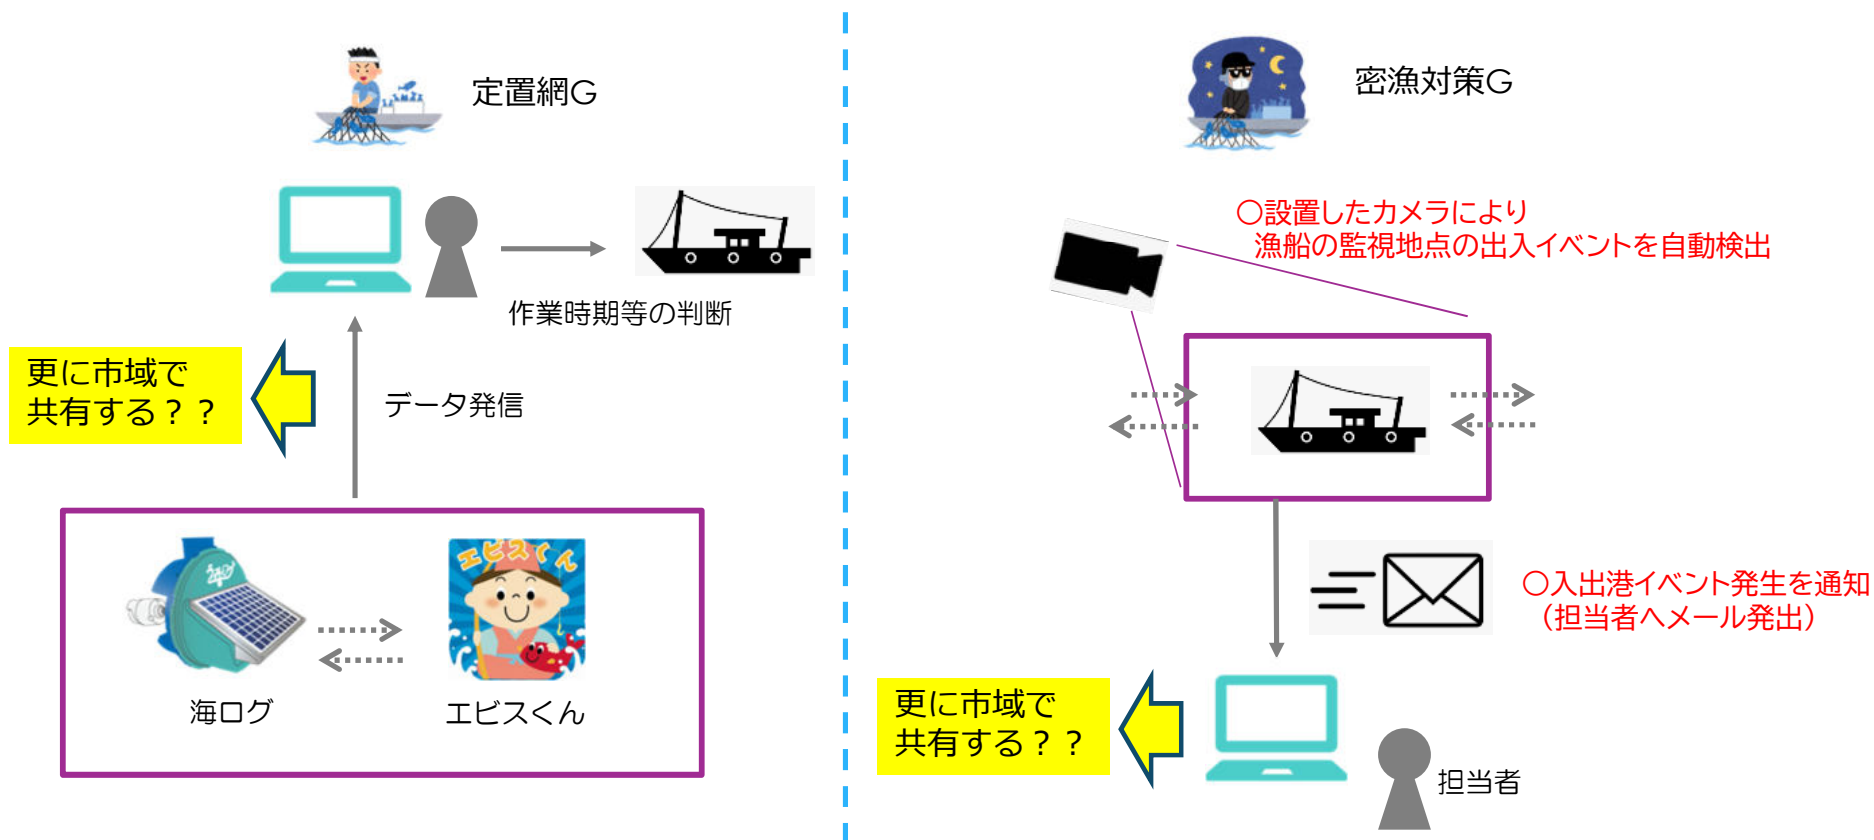 定置網G
作業時期等の判断
更に市域で
共有する？？
データ発信
エビスくん
海ログ
エビスくん
密漁対策G
○設置したカメラにより
漁船の監視地点の出入イベントを自動検出
○入出港イベント発生を通知
（担当者へメール発出）
更に市域で
共有する？？
担当者